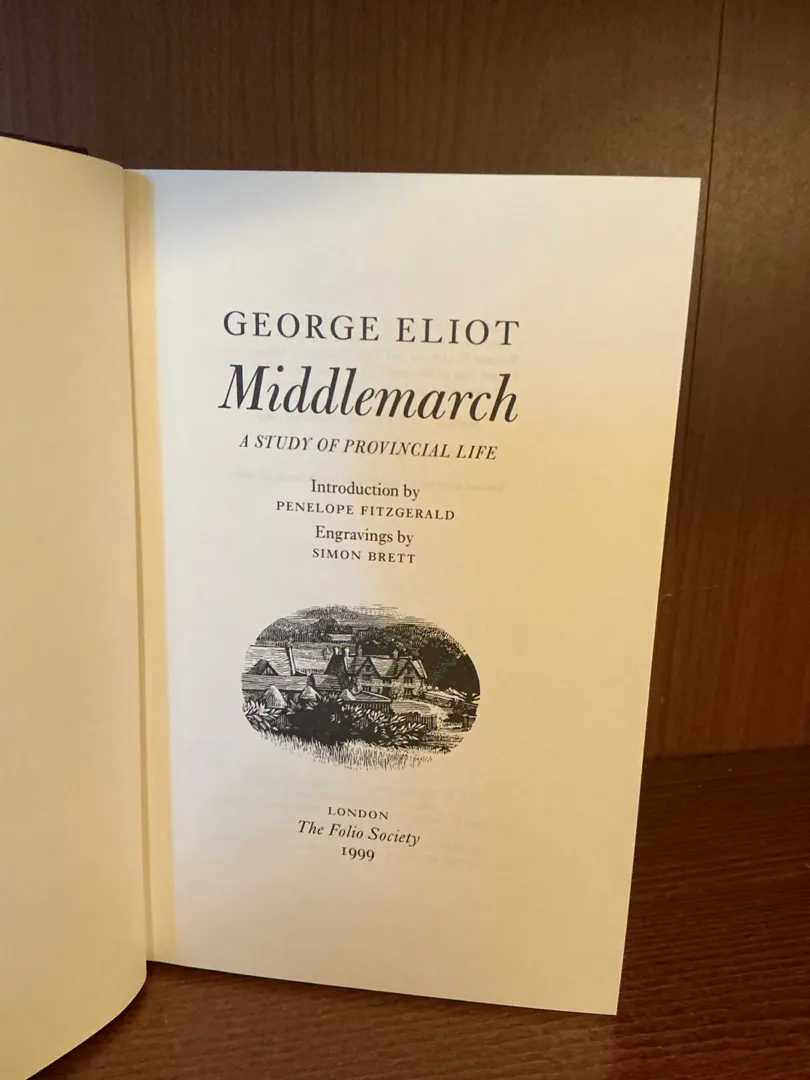 GEORGE ELIOT
Middlemarch
A STUDY OF PROVINCIAL LIFE
Introduction by
PENELOPE FITZGERALD
Engravings by
SIMON BRETT
LONDON
The Folio Society
1999